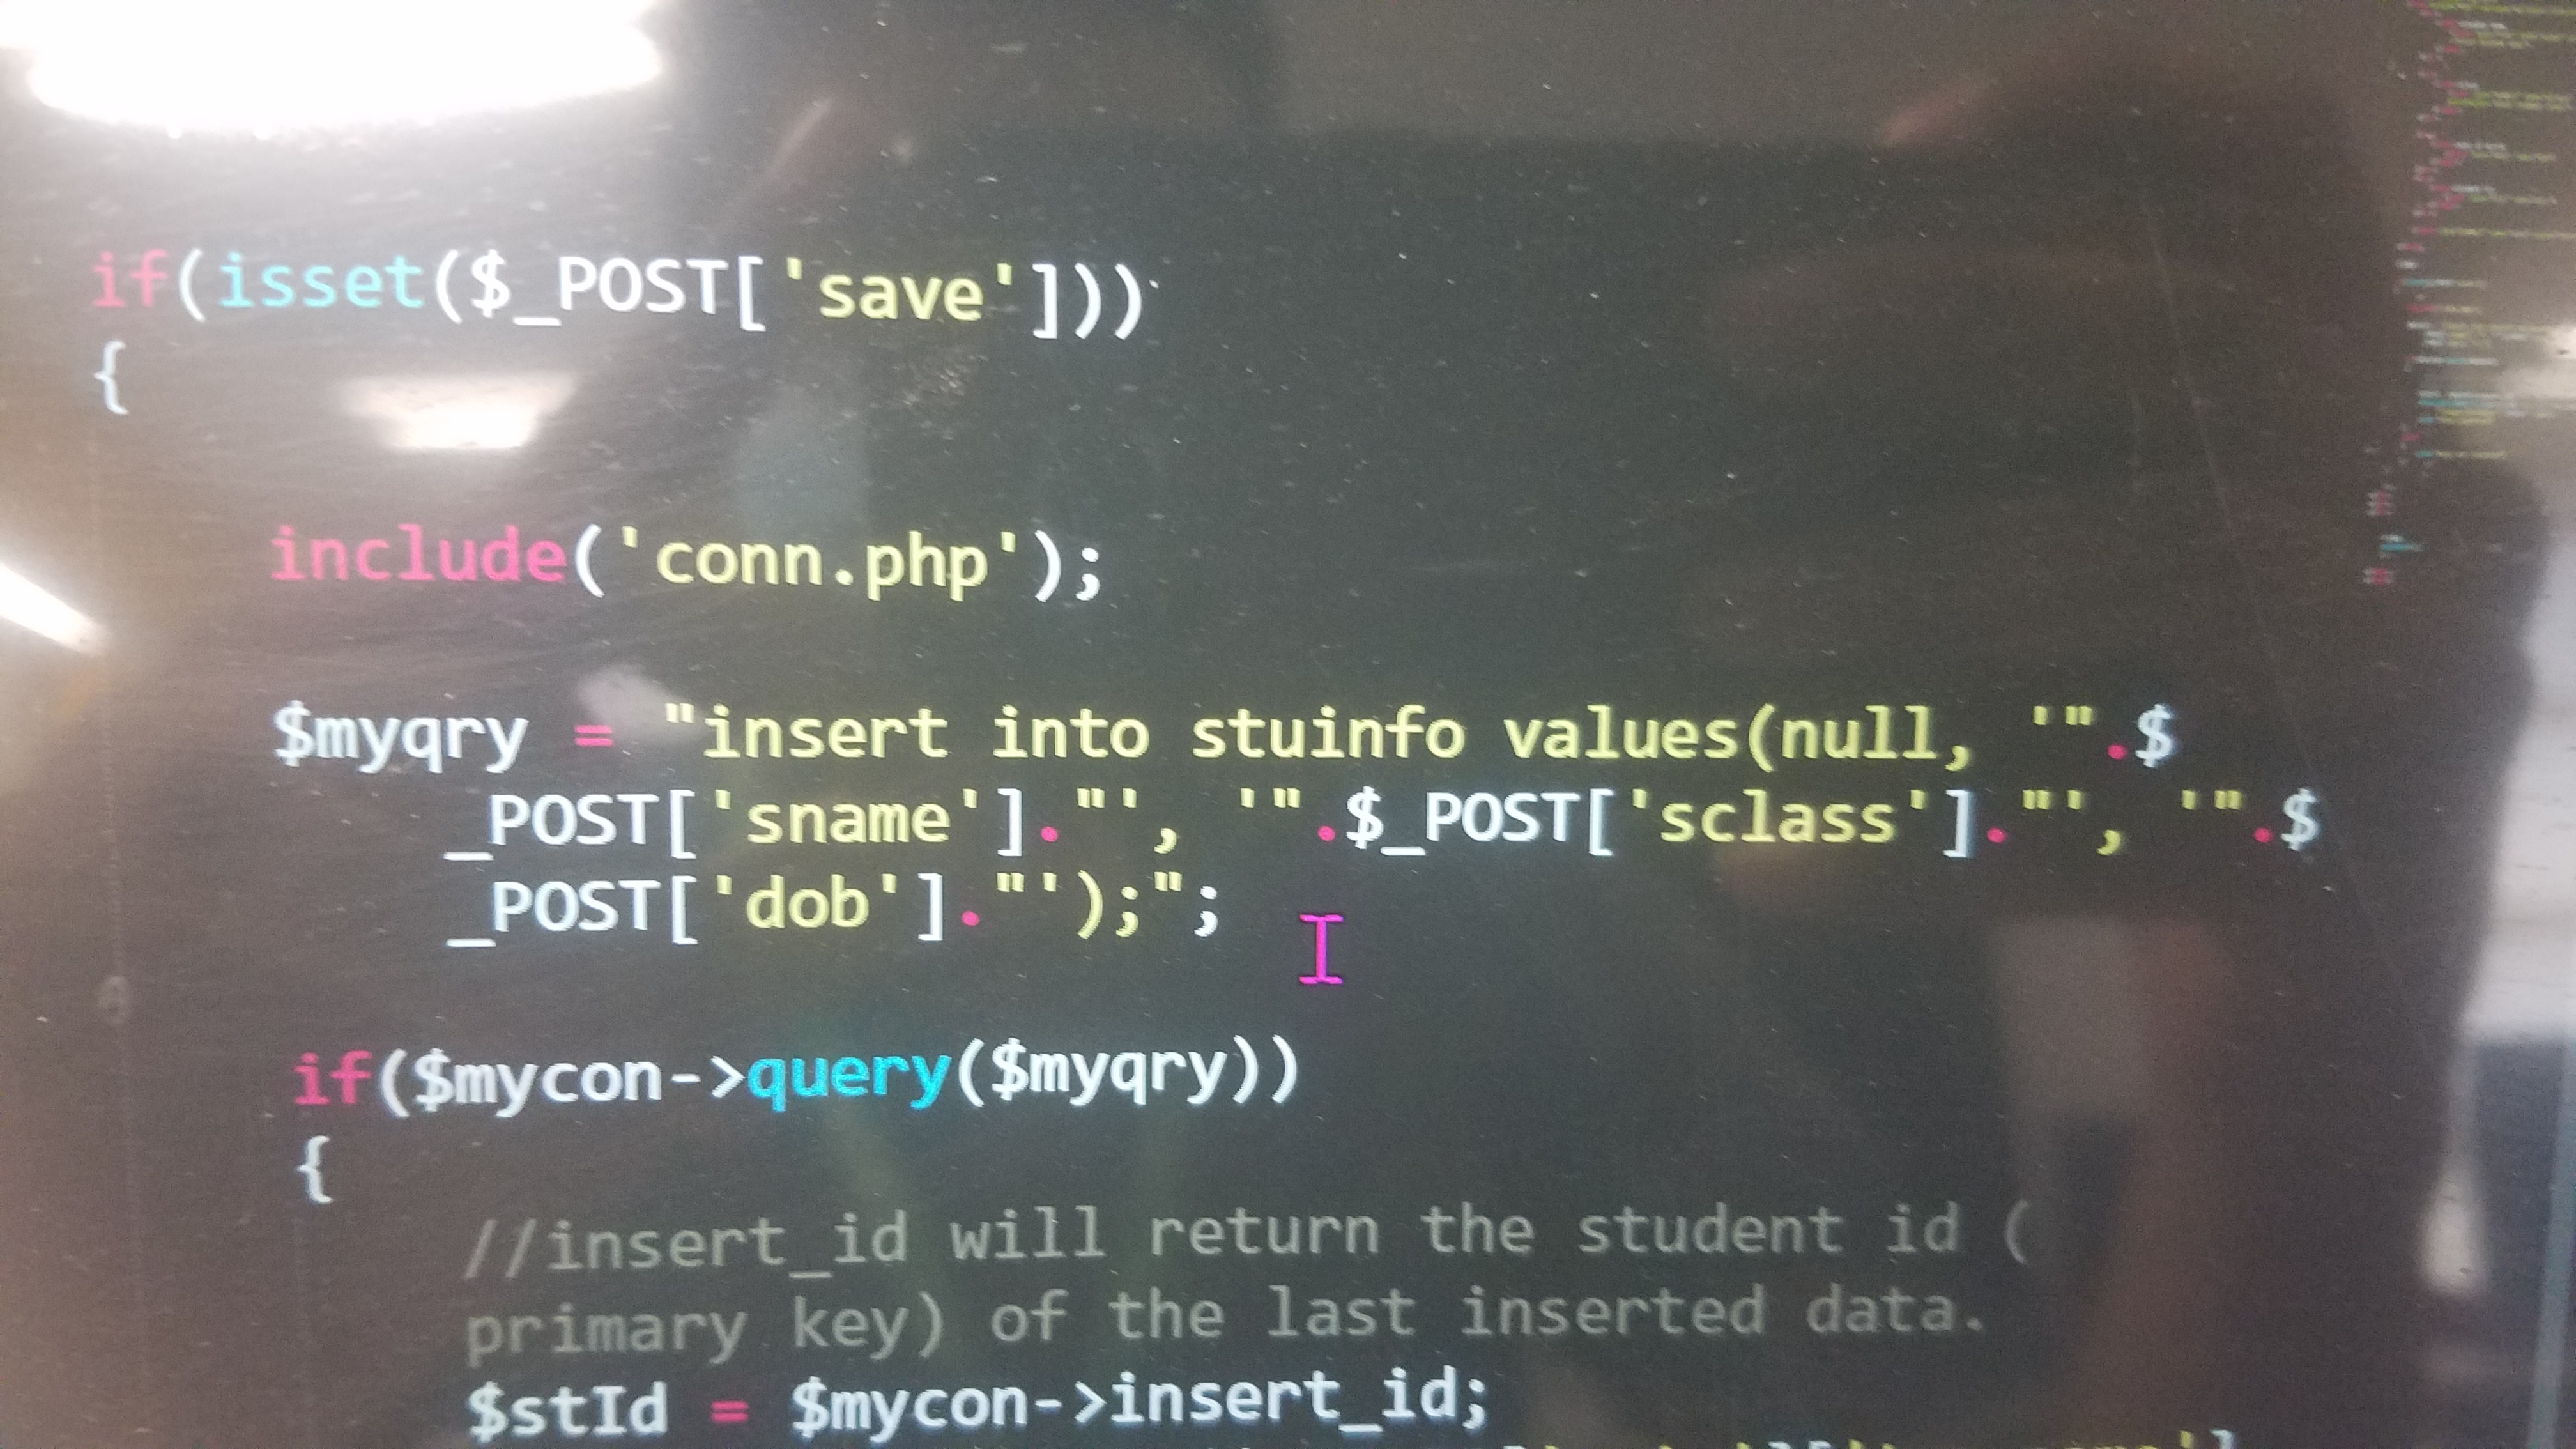 if(isset($_POST['save']))
{
include('conn.php');
$myqry = "insert into stuinfo values(null, '".$
_POST['sname']."', '".$_POST['sclass']."', '".$
_POST['dob']."');";
if($mycon->query($myqry))
{
//insert_id will return the student id (
primary key) of the last inserted data.
$stId = $mycon->insert_id;